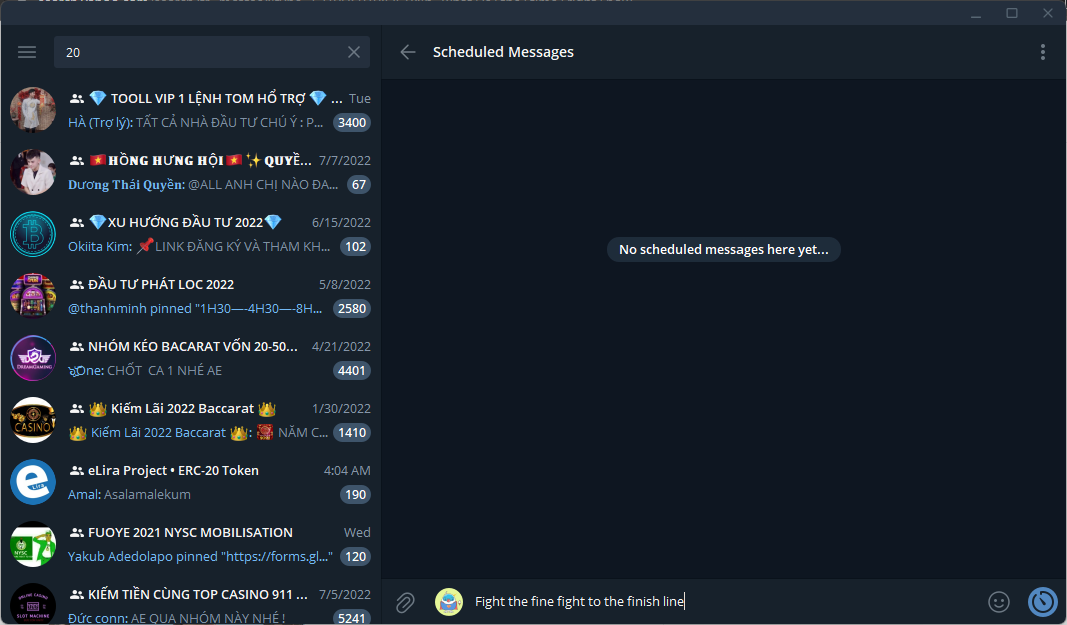 20
Scheduled Messages
💎 TOOLL VIP 1 LỆNH TOM HỔ TRỢ 💎 ... Tue
HÀ (Trợ lý): TẤT CẢ NHÀ ĐẦU TƯ CHÚ Ý : P... 3400
🇻🇳HỒNG HƯNG HỘI🇻🇳✨QUYỀ... 7/7/2022
Dương Thái Quyền: @ALL ANH CHỊ NÀO ĐA... 67
💎XU HƯỚNG ĐẦU TƯ 2022💎 6/15/2022
Okiita Kim: 📌LINK ĐĂNG KÝ VÀ THAM KH... 102
ĐẦU TƯ PHÁT LOC 2022 5/8/2022
@thanhminh pinned "1H30—-4H30—-8H... 2580
NHÓM KÉO BACARAT VỐN 20-50... 4/21/2022
One: CHỐT CA 1 NHÉ AE 4401
👑 Kiếm Lãi 2022 Baccarat 👑 1/30/2022
👑 Kiếm Lãi 2022 Baccarat 👑: 🧧 NĂM C... 1410
eLira Project • ERC-20 Token 4:04 AM
Amal: Asalamalekum 190
FUOYE 2021 NYSC MOBILISATION Wed
Yakub Adedolapo pinned "https://forms.gl..." 120
KIẾM TIỀN CÙNG TOP CASINO 911 ... 7/5/2022
Đức conn: AE QUA NHÓM NÀY NHÉ ! 5241
No scheduled messages here yet...
Fight the fine fight to the finish line